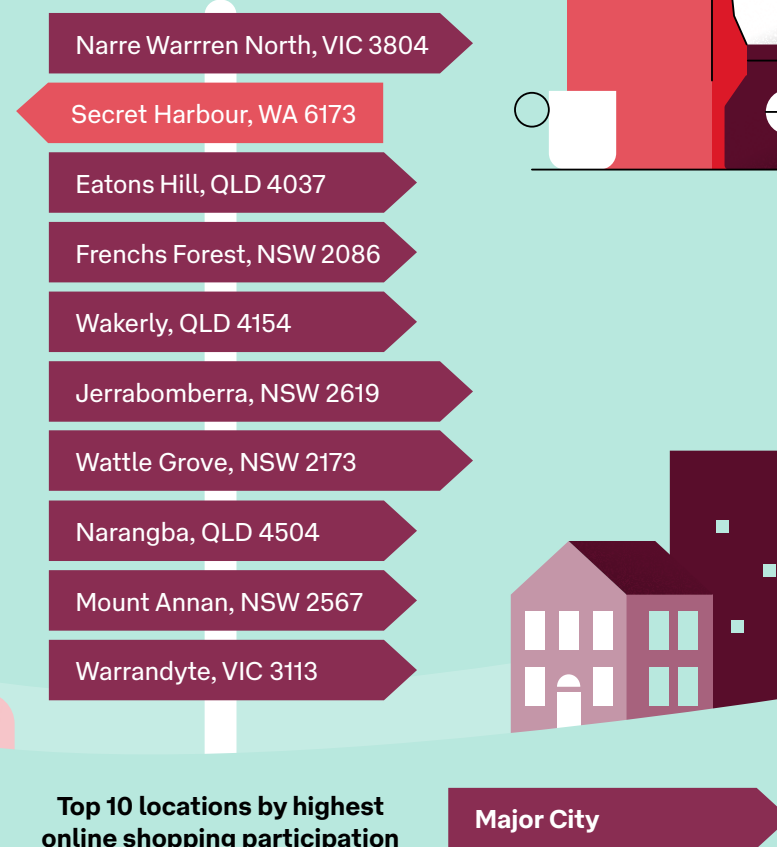 Narre Warrren North, VIC 3804
Secret Harbour, WA 6173
Eatons Hill, QLD 4037
Frenchs Forest, NSW 2086
Wakerly, QLD 4154
Jerrabomberra, NSW 2619
Wattle Grove, NSW 2173
Narangba, QLD 4504
Mount Annan, NSW 2567
Warrandyte, VIC 3113
Top 10 locations by highest
online shopping participation
Major City